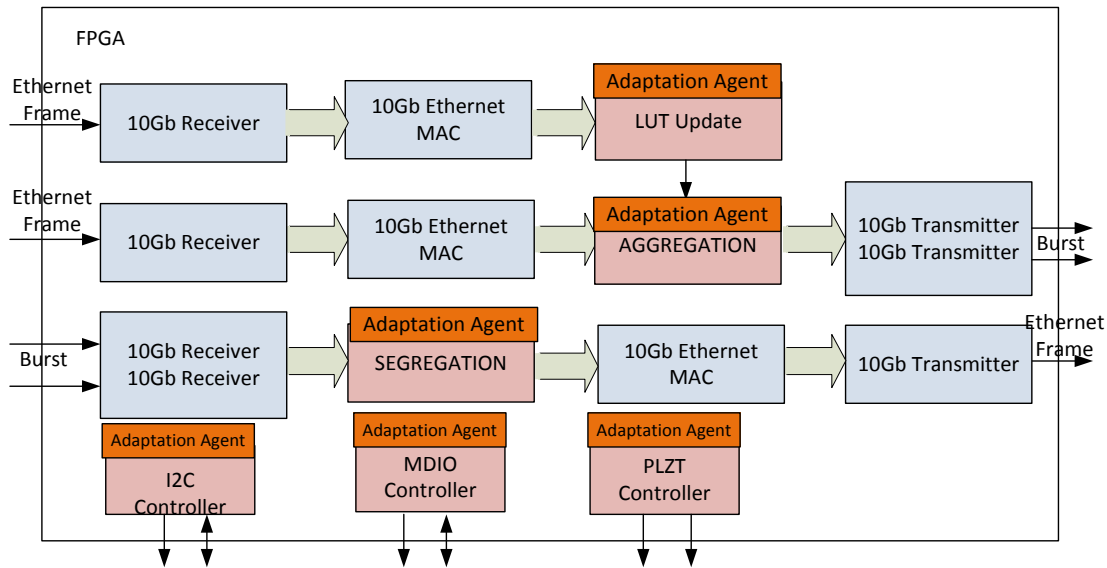 FPGA
Ethernet
Frame
10Gb Receiver
10Gb Ethernet
MAC
Adaptation Agent
LUT Update
Ethernet
Frame
10Gb Receiver
10Gb Ethernet
MAC
Adaptation Agent
AGGREGATION
10Gb Transmitter
10Gb Transmitter
Burst
Burst
10Gb Receiver
10Gb Receiver
Adaptation Agent
SEGREGATION
10Gb Ethernet
MAC
10Gb Transmitter
Ethernet
Frame
Adaptation Agent
I2C
Controller
Adaptation Agent
MDIO
Controller
Adaptation Agent
PLZT
Controller